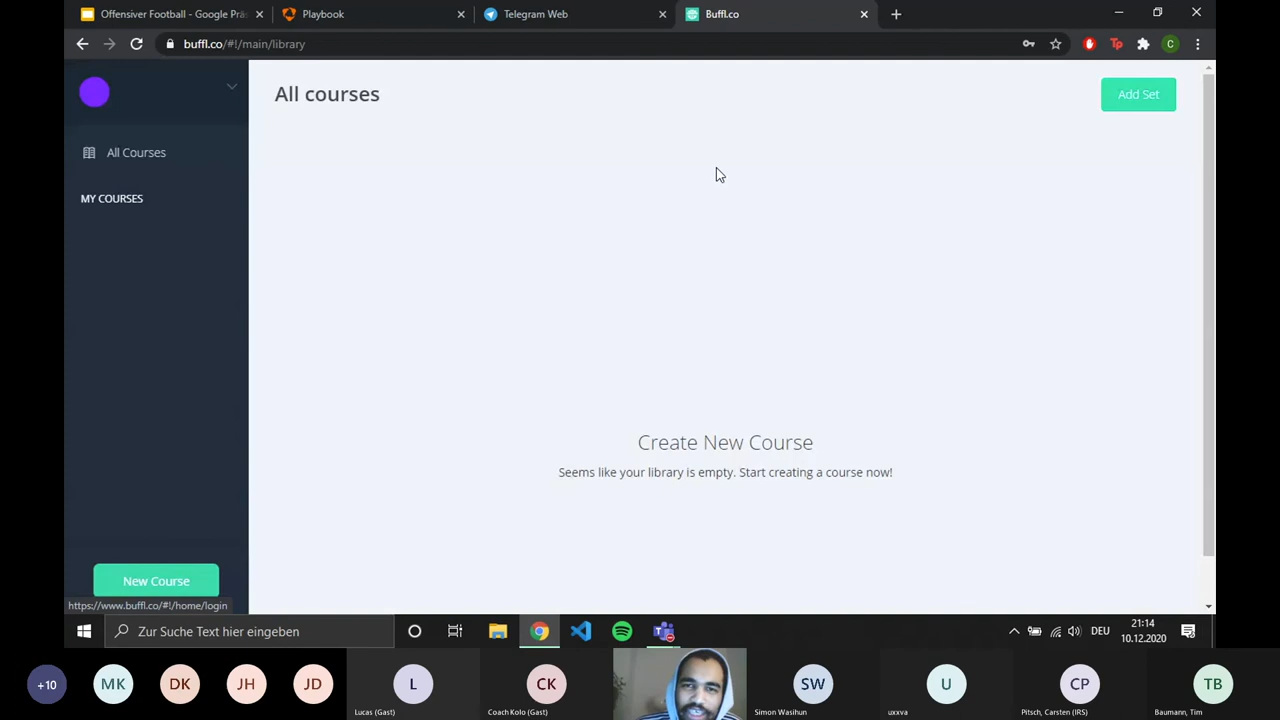 Offensiver Football - Google Prä
Playbook
Telegram Web
Buffl.co
buffl.co/#!/main/library
Tp
C
All courses
Add Set
All Courses
MY COURSES
Create New Course
Seems like your library is empty. Start creating a course now!
New Course
https://www.buffl.co/#!/home/login
Zur Suche Text hier eingeben
DEU
21:14
10.12.2020
+10
MK
DK
JH
JD
L
Lucas (Gast)
CK
Coach Kolo (Gast)
SW
Simon Wasihun
U
uxxva
CP
Pitsch, Carsten (IRS)
TB
Baumann, Tim